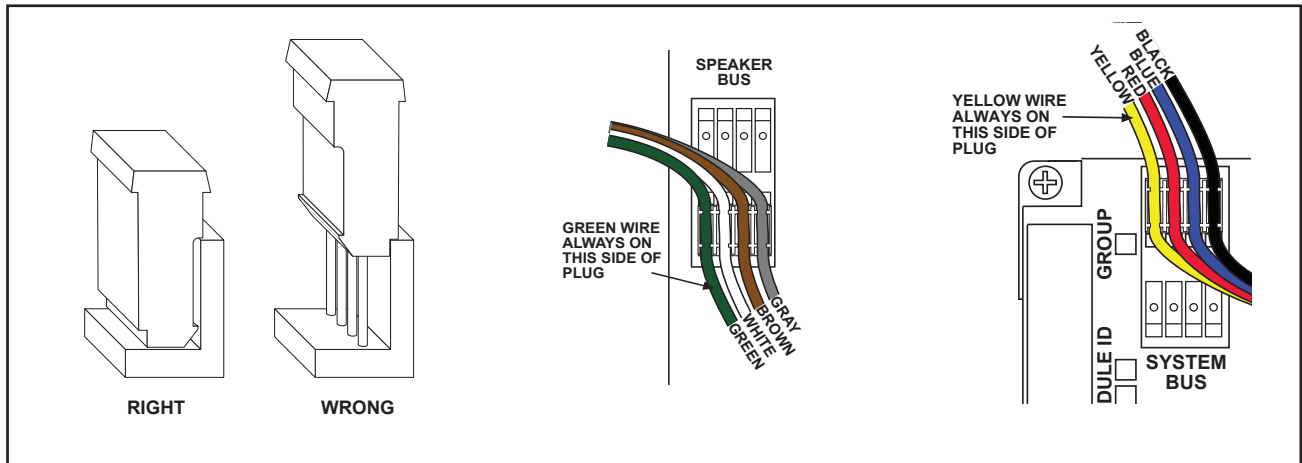 RIGHT
WRONG
SPEAKER
BUS
GREEN WIRE
ALWAYS ON
THIS SIDE OF
PLUG
GRAY
BROWN
WHITE
GREEN
YELLOW WIRE
ALWAYS ON
THIS SIDE OF
PLUG
BLACK
BLUE
RED
YELLOW
GROUP
DULE ID
SYSTEM
BUS